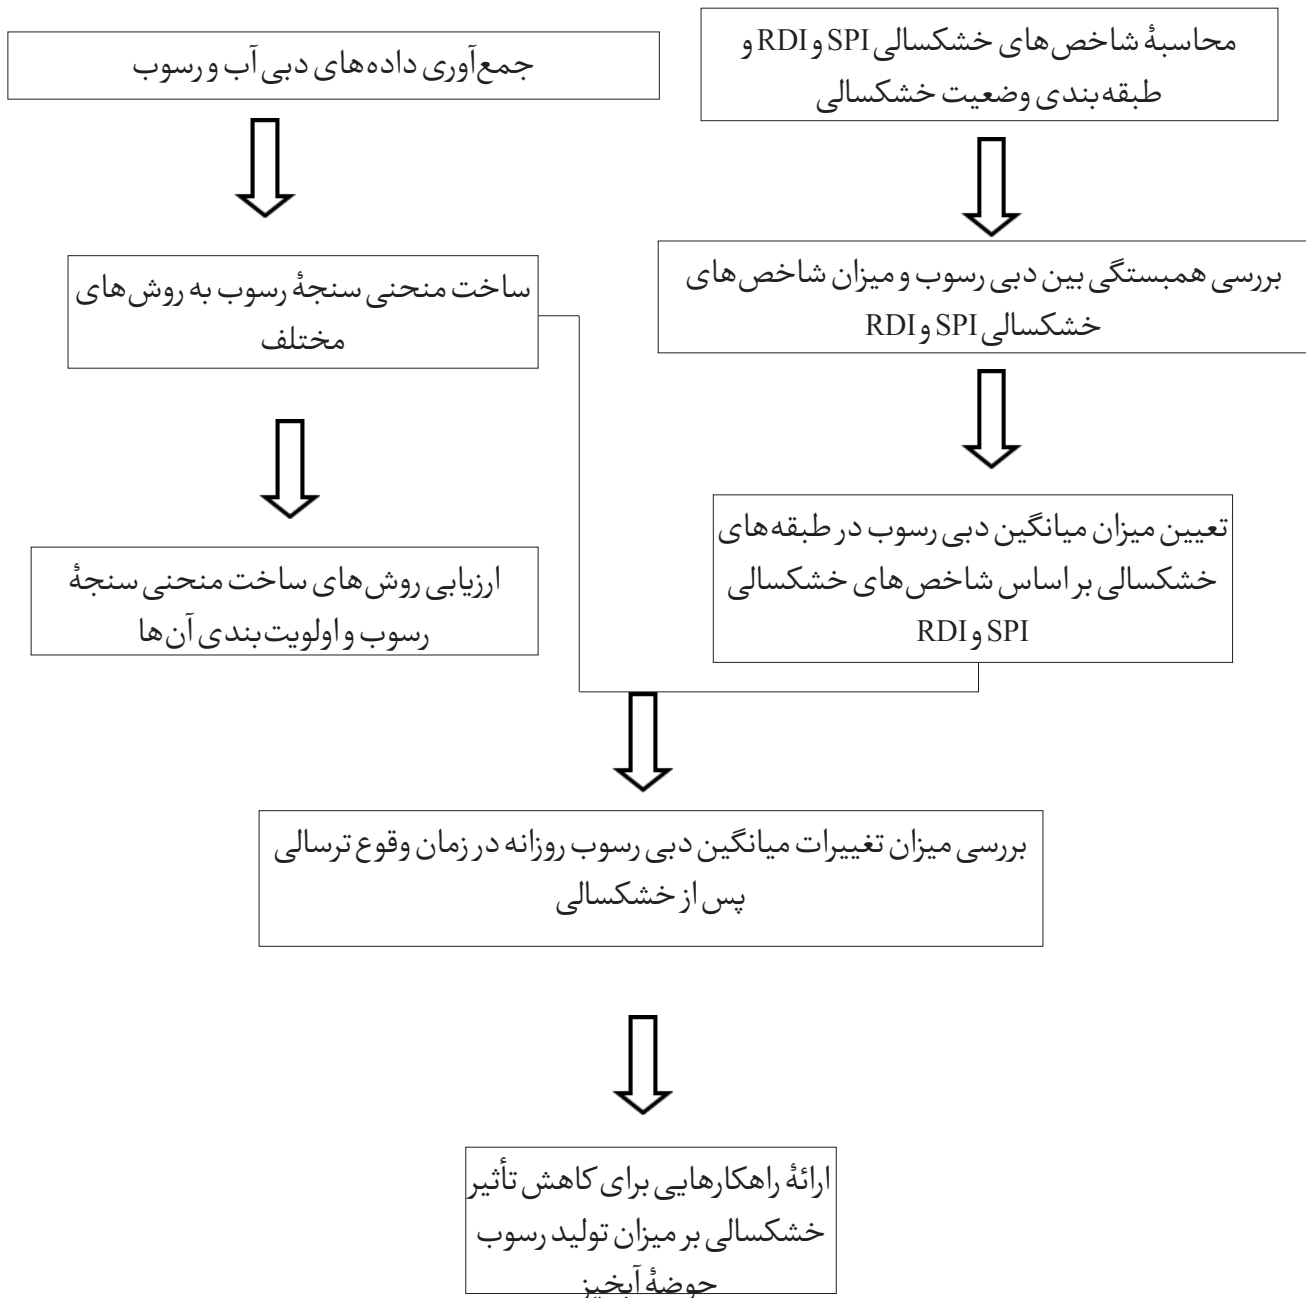 محاسبهٔ شاخص‌های خشکسالی SPI و RDI و
طبقه‌بندی وضعیت خشکسالی
جمع‌آوری داده‌های دبی آب و رسوب
بررسی همبستگی بین دبی رسوب و میزان شاخص‌های
خشکسالی SPI و RDI
ساخت منحنی سنجهٔ رسوب به روش‌های
مختلف
تعیین میزان میانگین دبی رسوب در طبقه‌های
خشکسالی بر اساس شاخص‌های خشکسالی
SPI و RDI
ارزیابی روش‌های ساخت منحنی سنجهٔ
رسوب و اولویت‌بندی آن‌ها
بررسی میزان تغییرات میانگین دبی رسوب روزانه در زمان وقوع ترسالی
پس از خشکسالی
ارائهٔ راهکارهایی برای کاهش تأثیر
خشکسالی بر میزان تولید رسوب
حوضهٔ آبخیز